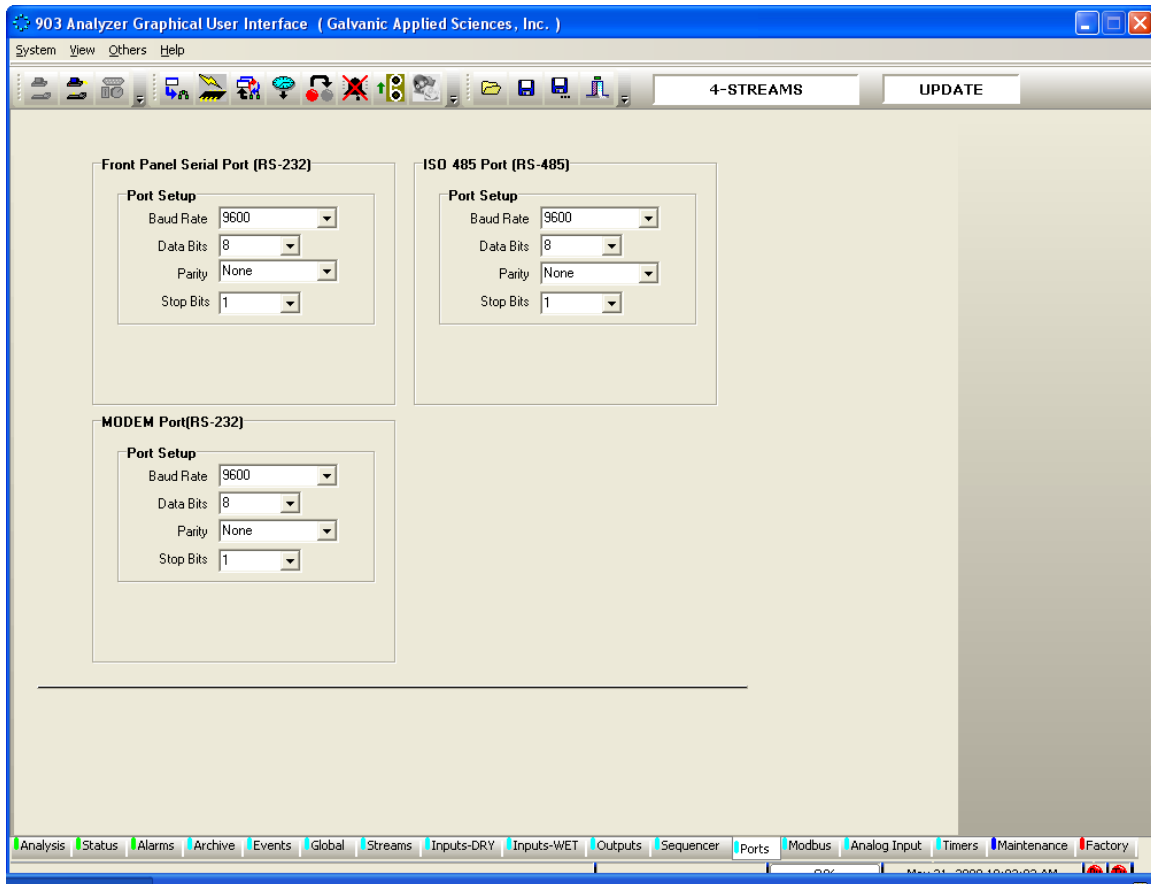 903 Analyzer Graphical User Interface ( Galvanic Applied Sciences, Inc. )
System View Others Help
4-STREAMS UPDATE
Front Panel Serial Port (RS-232)
Port Setup
Baud Rate 9600
Data Bits 8
Parity None
Stop Bits 1
ISO 485 Port (RS-485)
Port Setup
Baud Rate 9600
Data Bits 8
Parity None
Stop Bits 1
MODEM Port(RS-232)
Port Setup
Baud Rate 9600
Data Bits 8
Parity None
Stop Bits 1
Analysis Status Alarms Archive Events Global Streams Inputs-DRY Inputs-WET Outputs Sequencer Ports Modbus Analog Input Timers Maintenance Factory